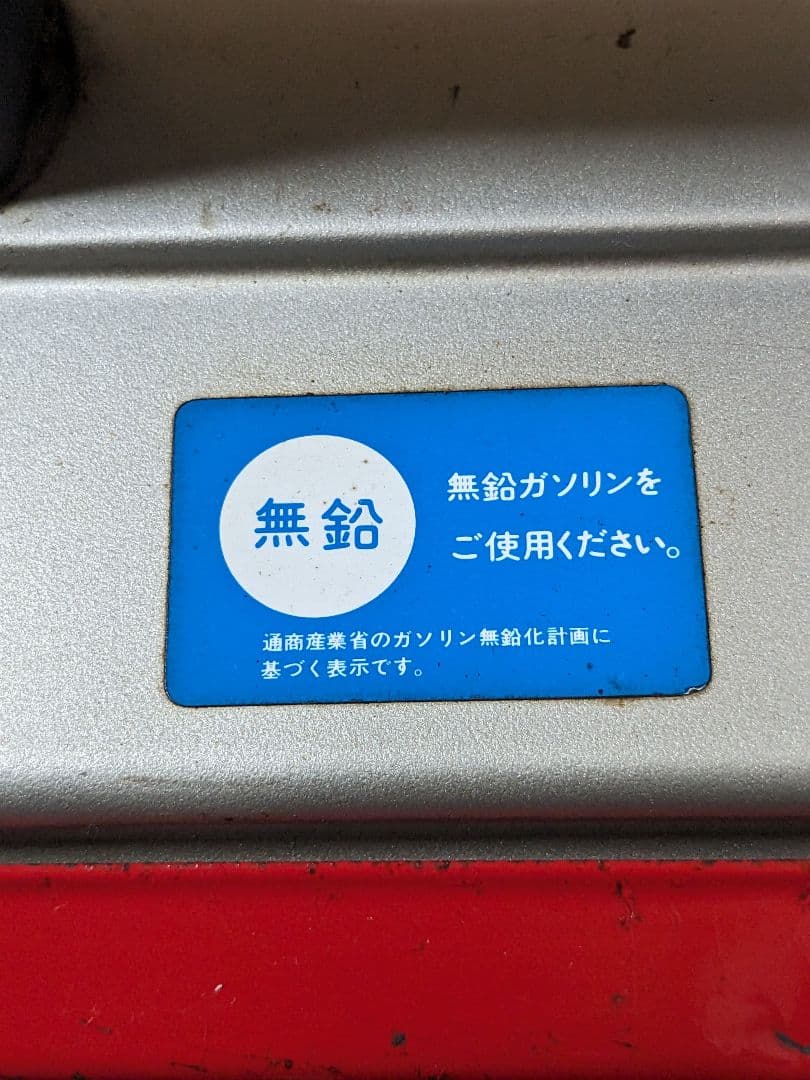 無鉛
無鉛ガソリンを
ご使用ください。
通商産業省のガソリン無鉛化計画に
基づく表示です。